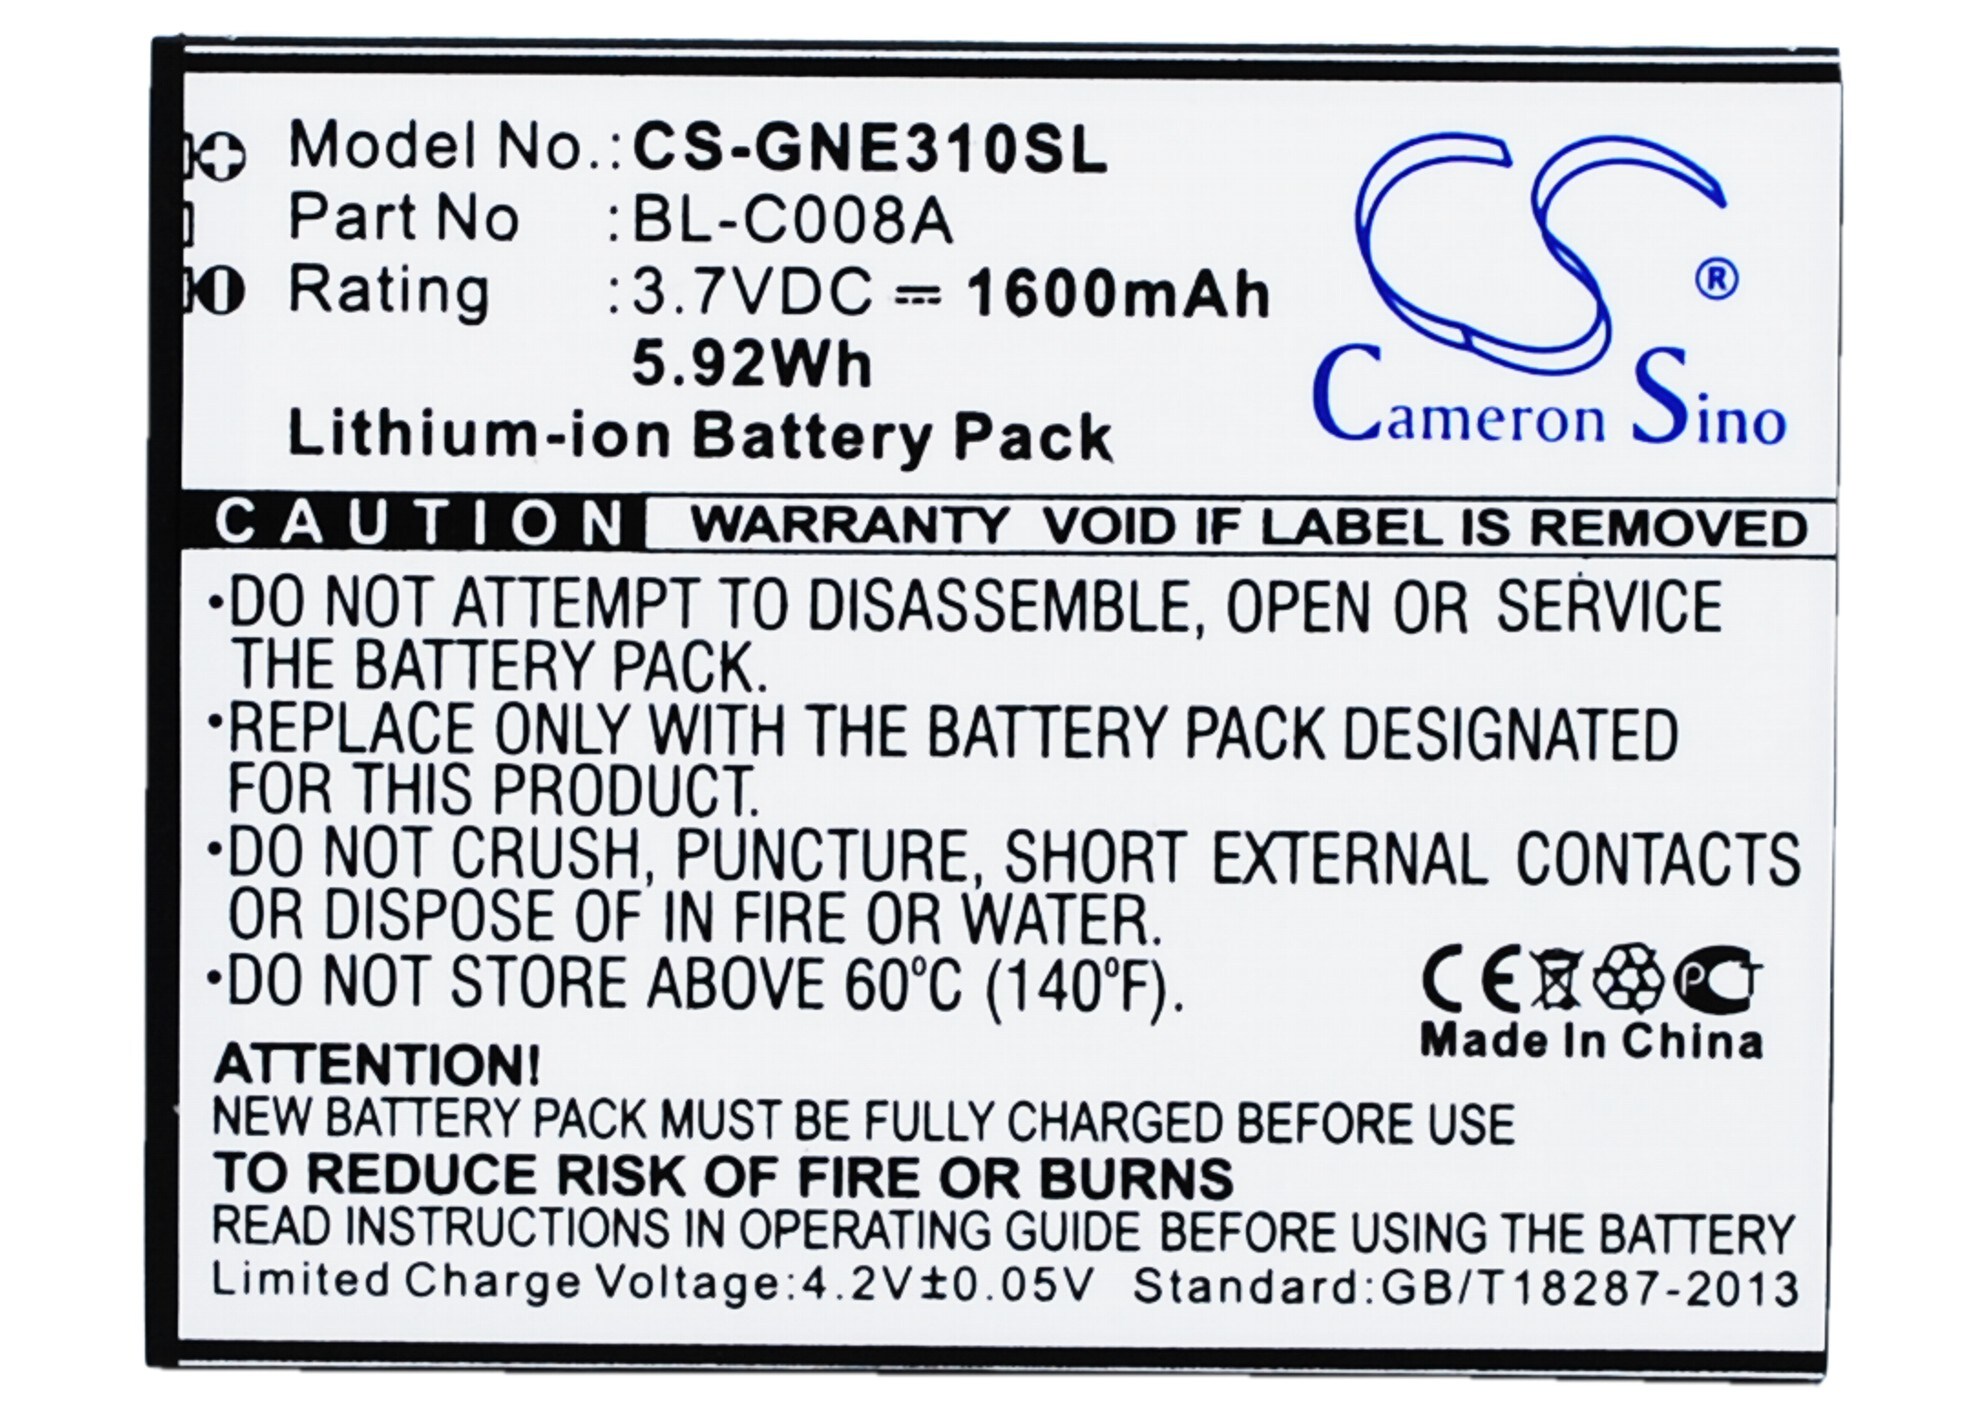 Model No.:CS-GNE310SL
Part No :BL-C008A
Rating :3.7VDC ⎓ 1600mAh
5.92Wh
Lithium-ion Battery Pack
CS®
Cameron Sino
CAUTION WARRANTY VOID IF LABEL IS REMOVED
•DO NOT ATTEMPT TO DISASSEMBLE, OPEN OR SERVICE
THE BATTERY PACK.
•REPLACE ONLY WITH THE BATTERY PACK DESIGNATED
FOR THIS PRODUCT.
•DO NOT CRUSH, PUNCTURE, SHORT EXTERNAL CONTACTS
OR DISPOSE OF IN FIRE OR WATER.
•DO NOT STORE ABOVE 60°C (140°F).
CE PCT
Made In China
ATTENTION!
NEW BATTERY PACK MUST BE FULLY CHARGED BEFORE USE
TO REDUCE RISK OF FIRE OR BURNS
READ INSTRUCTIONS IN OPERATING GUIDE BEFORE USING THE BATTERY
Limited Charge Voltage:4.2V±0.05V Standard:GB/T18287-2013